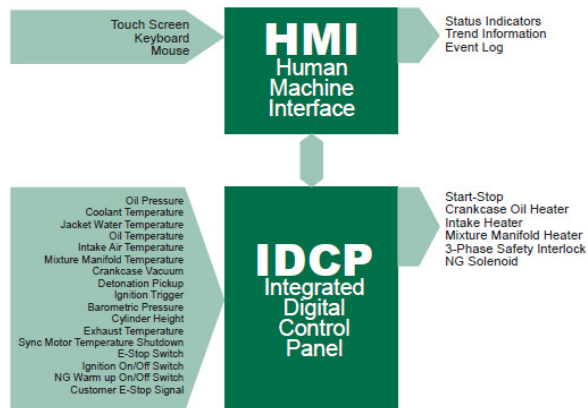 Touch Screen
Keyboard
Mouse
HMI
Human
Machine
Interface
Status Indicators
Trend Information
Event Log
Oil Pressure
Coolant Temperature
Jacket Water Temperature
Oil Temperature
Intake Air Temperature
Mixture Manifold Temperature
Crankcase Vacuum
Detonation Pickup
Ignition Trigger
Barometric Pressure
Cylinder Height
Exhaust Temperature
Sync Motor Temperature Shutdown
E-Stop Switch
Ignition On/Off Switch
NG Warm up On/Off Switch
Customer E-Stop Signal
IDCP
Integrated
Digital
Control
Panel
Start-Stop
Crankcase Oil Heater
Intake Heater
Mixture Manifold Heater
3-Phase Safety Interlock
NG Solenoid